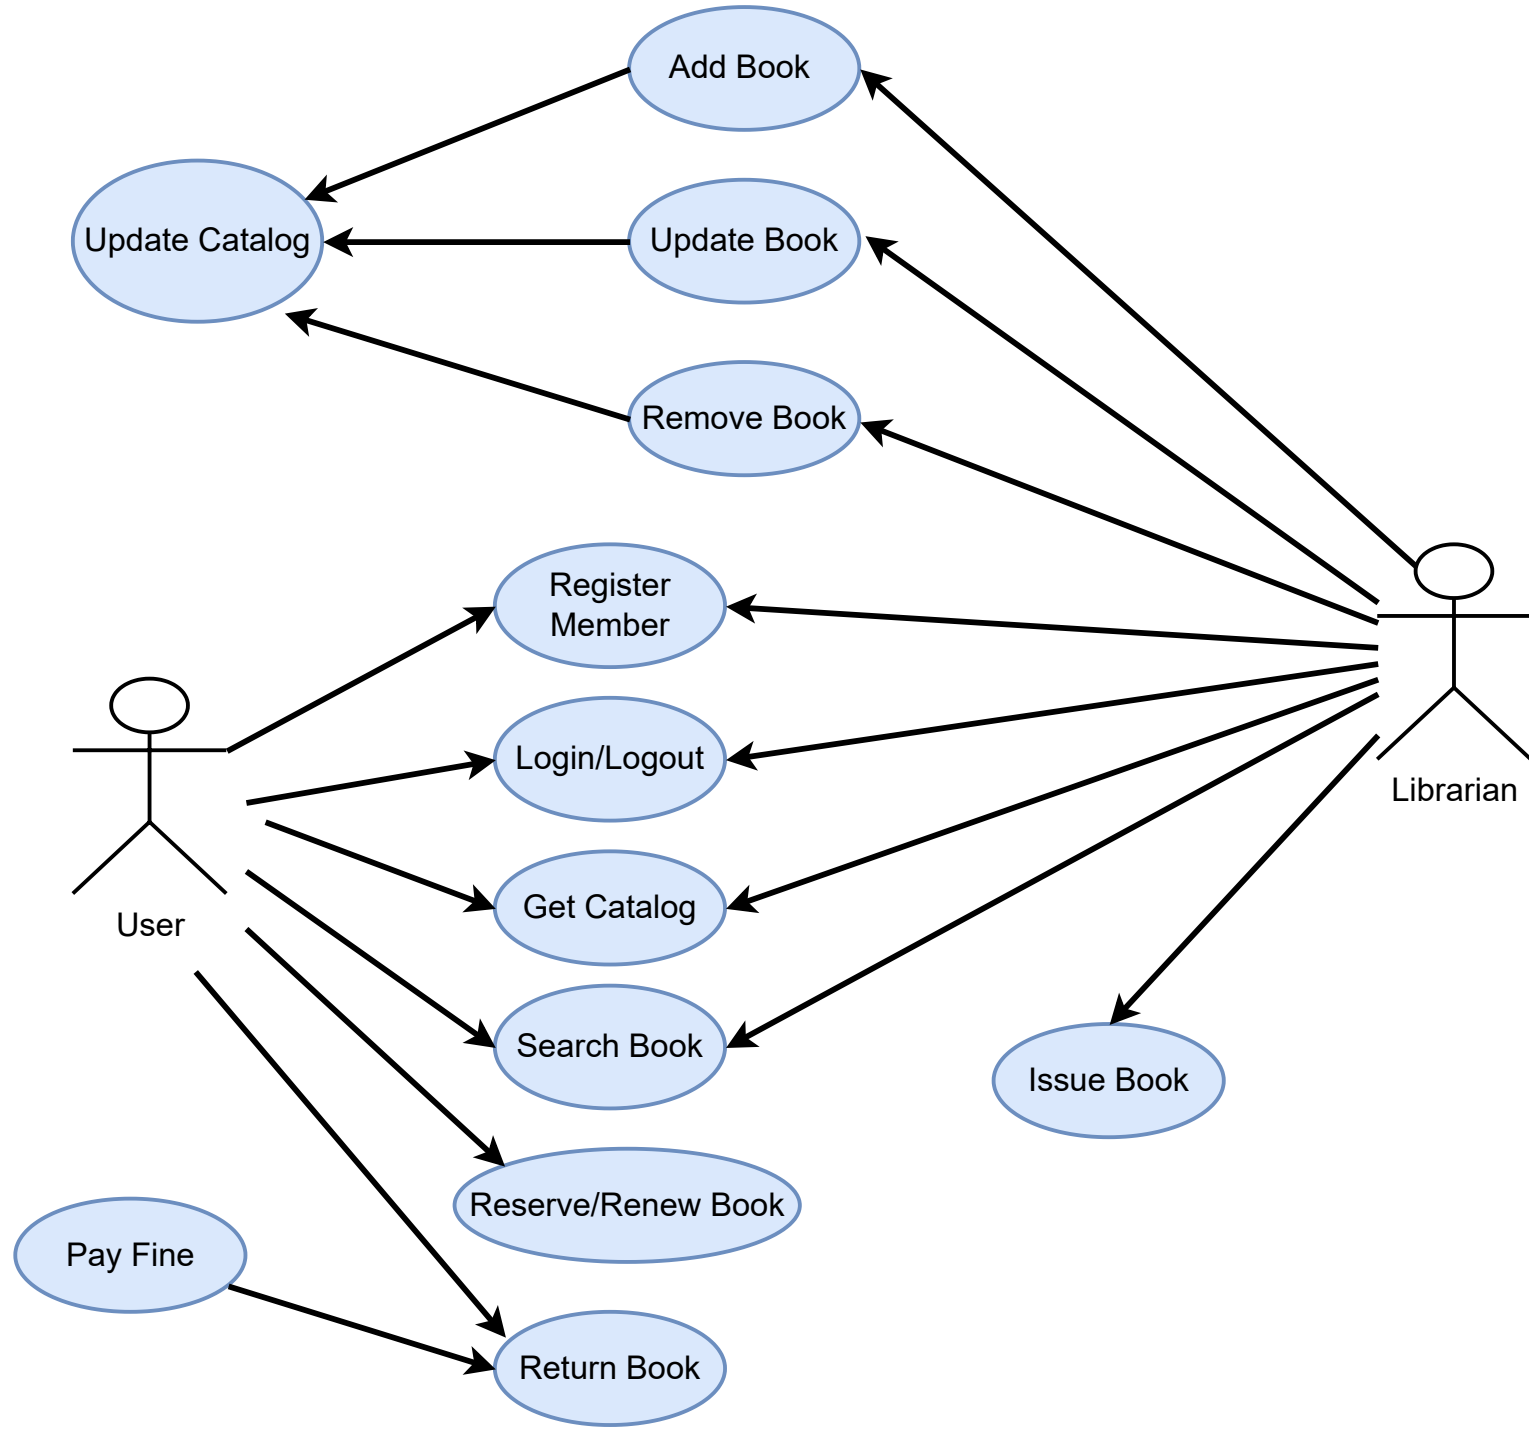 Add Book
Update Catalog
Update Book
Remove Book
Register
Member
Login/Logout
Librarian
Get Catalog
User
Search Book
Issue Book
Reserve/Renew Book
Pay Fine
Return Book